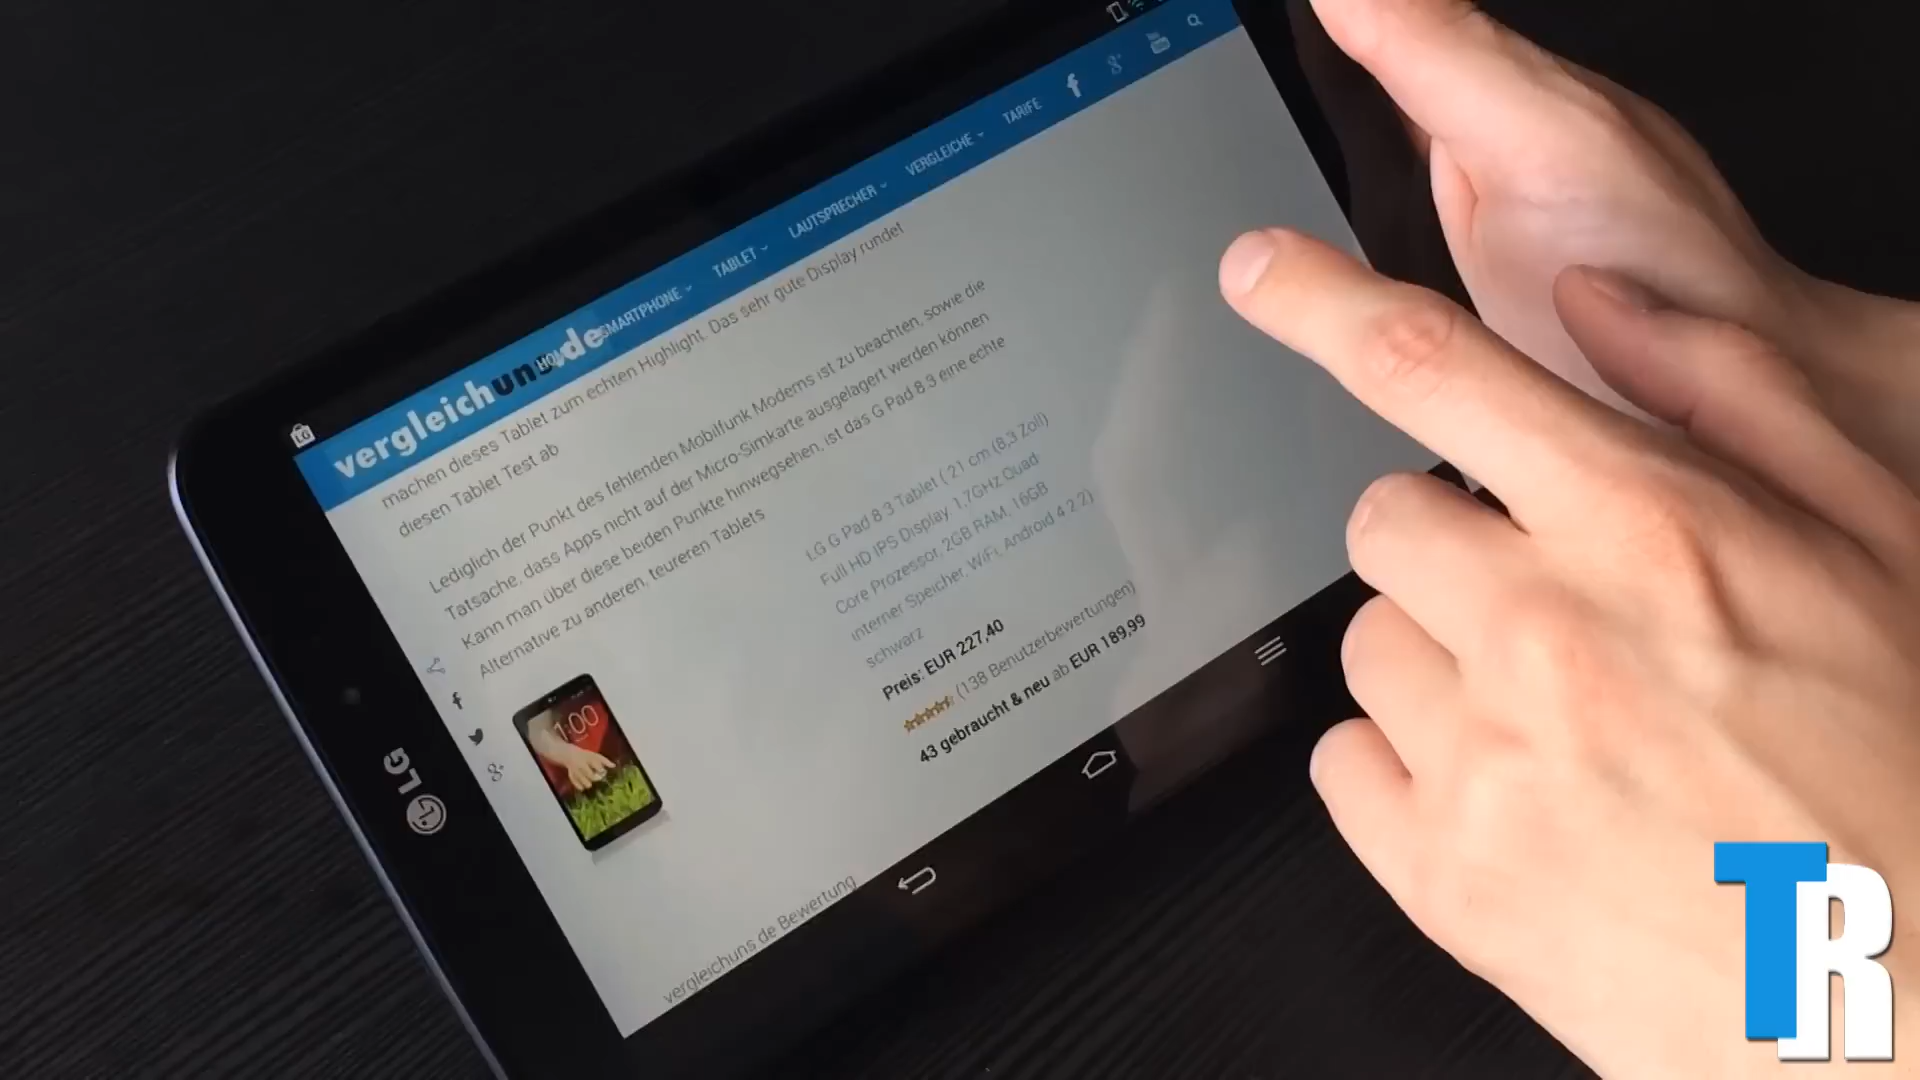 vergleichuns.de
SMARTPHONE
TABLET
LAUTSPRECHER
VERGLEICHE
TARIFE
machen dieses Tablet zum echten Highlight. Das sehr gute Display rundet
diesen Tablet Test ab
Lediglich der Punkt des fehlenden Mobilfunk Modems ist zu beachten, sowie die
Tatsache, dass Apps nicht auf der Micro-Simkarte ausgelagert werden können
Kann man über diese beiden Punkte hinwegsehen, ist das G Pad 8.3 eine echte
Alternative zu anderen, teureren Tablets
LG G Pad 8.3 Tablet ( 21 cm (8,3 Zoll)
Full HD IPS Display, 1,7GHz Quad
Core Prozessor, 2GB RAM, 16GB
interner Speicher, WiFi, Android 4.2.2)
schwarz
Preis: EUR 227,40
(138 Benutzerbewertungen)
43 gebraucht & neu ab EUR 189,99
1:00
vergleichuns.de Bewertung
LG
LG
TR